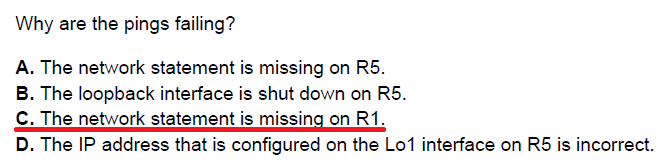 Why are the pings failing?
A. The network statement is missing on R5.
B. The loopback interface is shut down on R5.
C. The network statement is missing on R1.
D. The IP address that is configured on the Lo1 interface on R5 is incorrect.